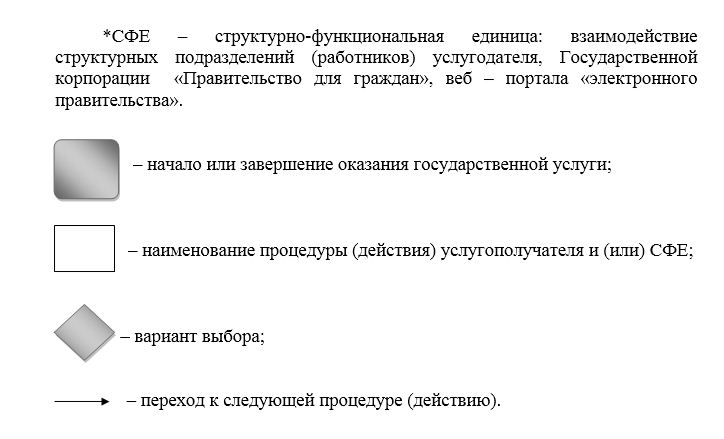 *СФЕ – структурно-функциональная единица: взаимодействие
структурных подразделений (работников) услугодателя, Государственной
корпорации «Правительство для граждан», веб – портала «электронного
правительства».
– начало или завершение оказания государственной услуги;
– наименование процедуры (действия) услугополучателя и (или) СФЕ;
– вариант выбора;
– переход к следующей процедуре (действию).